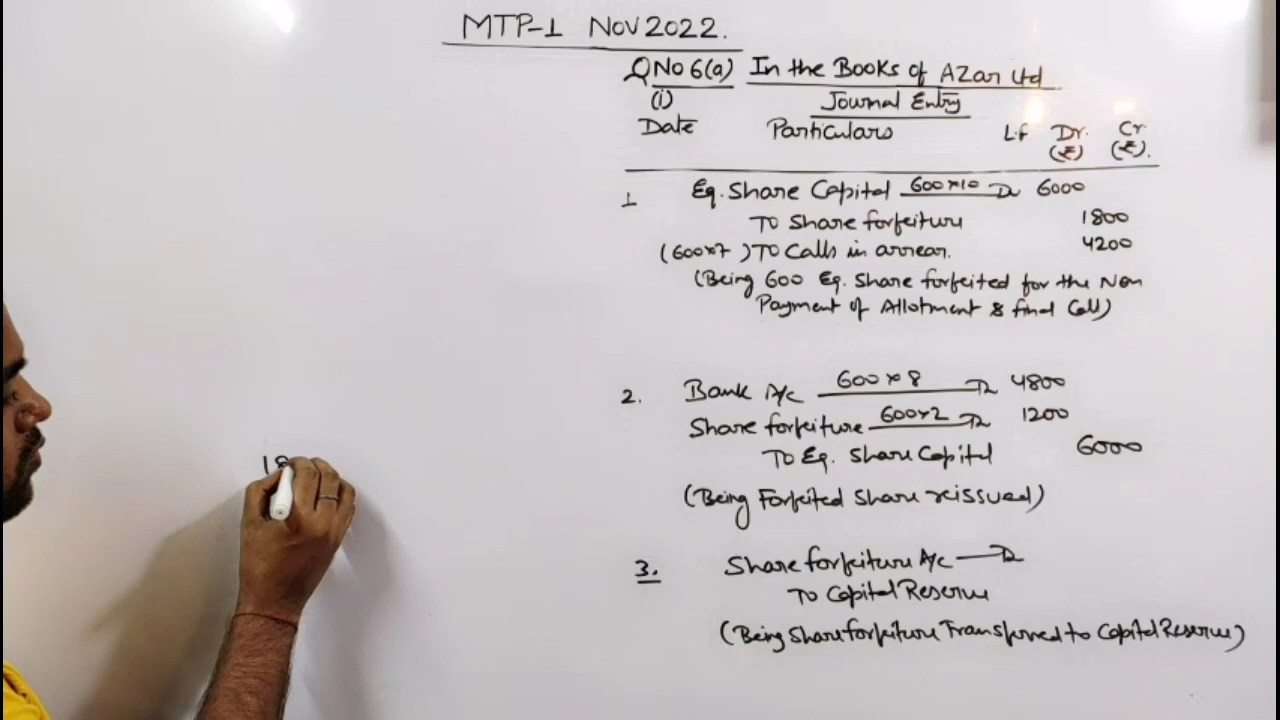 MTP-1 NOV 2022.
QNO 6(a) In the Books of AZar Ltd
(i) Journal Entry
Date Particulars L.f Dr. (₹) Cr. (₹).
1 Eq. Share Capital 600×10 Dr 6000
To Share forfeiture 1800
(600×7) To Calls in arrear. 4200
(Being 600 Eq. Share forfeited for the Non
Payment of Allotment & final Call)
2. Bank A/c 600×8 Dr 4800
Share forfeiture 600×2 Dr 1200
To Eq. Share Capital 6000
(Being Forfeited Share reissued)
3. Share forfeiture A/c Dr
To Capital Reserve
(Being Share forfeiture Transferred to Capital Reserve)
18